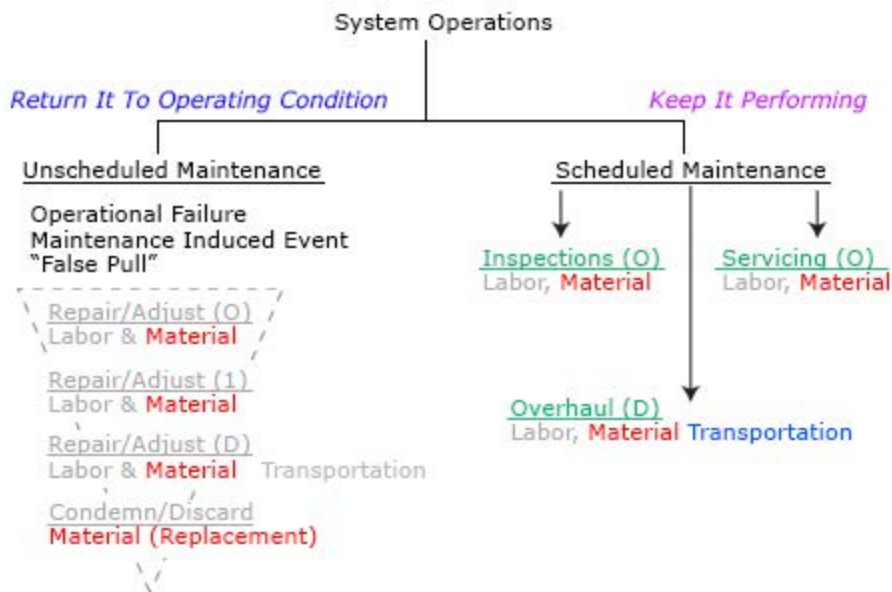 System Operations
Return It To Operating Condition
Keep It Performing
Unscheduled Maintenance
Scheduled Maintenance
Operational Failure
Maintenance Induced Event
“False Pull”
Inspections (O)
Labor, Material
Servicing (O)
Labor, Material
Repair/Adjust (O)
Labor & Material
Repair/Adjust (1)
Labor & Material
Overhaul (D)
Labor, Material Transportation
Repair/Adjust (D)
Labor & Material Transportation
Condemn/Discard
Material (Replacement)